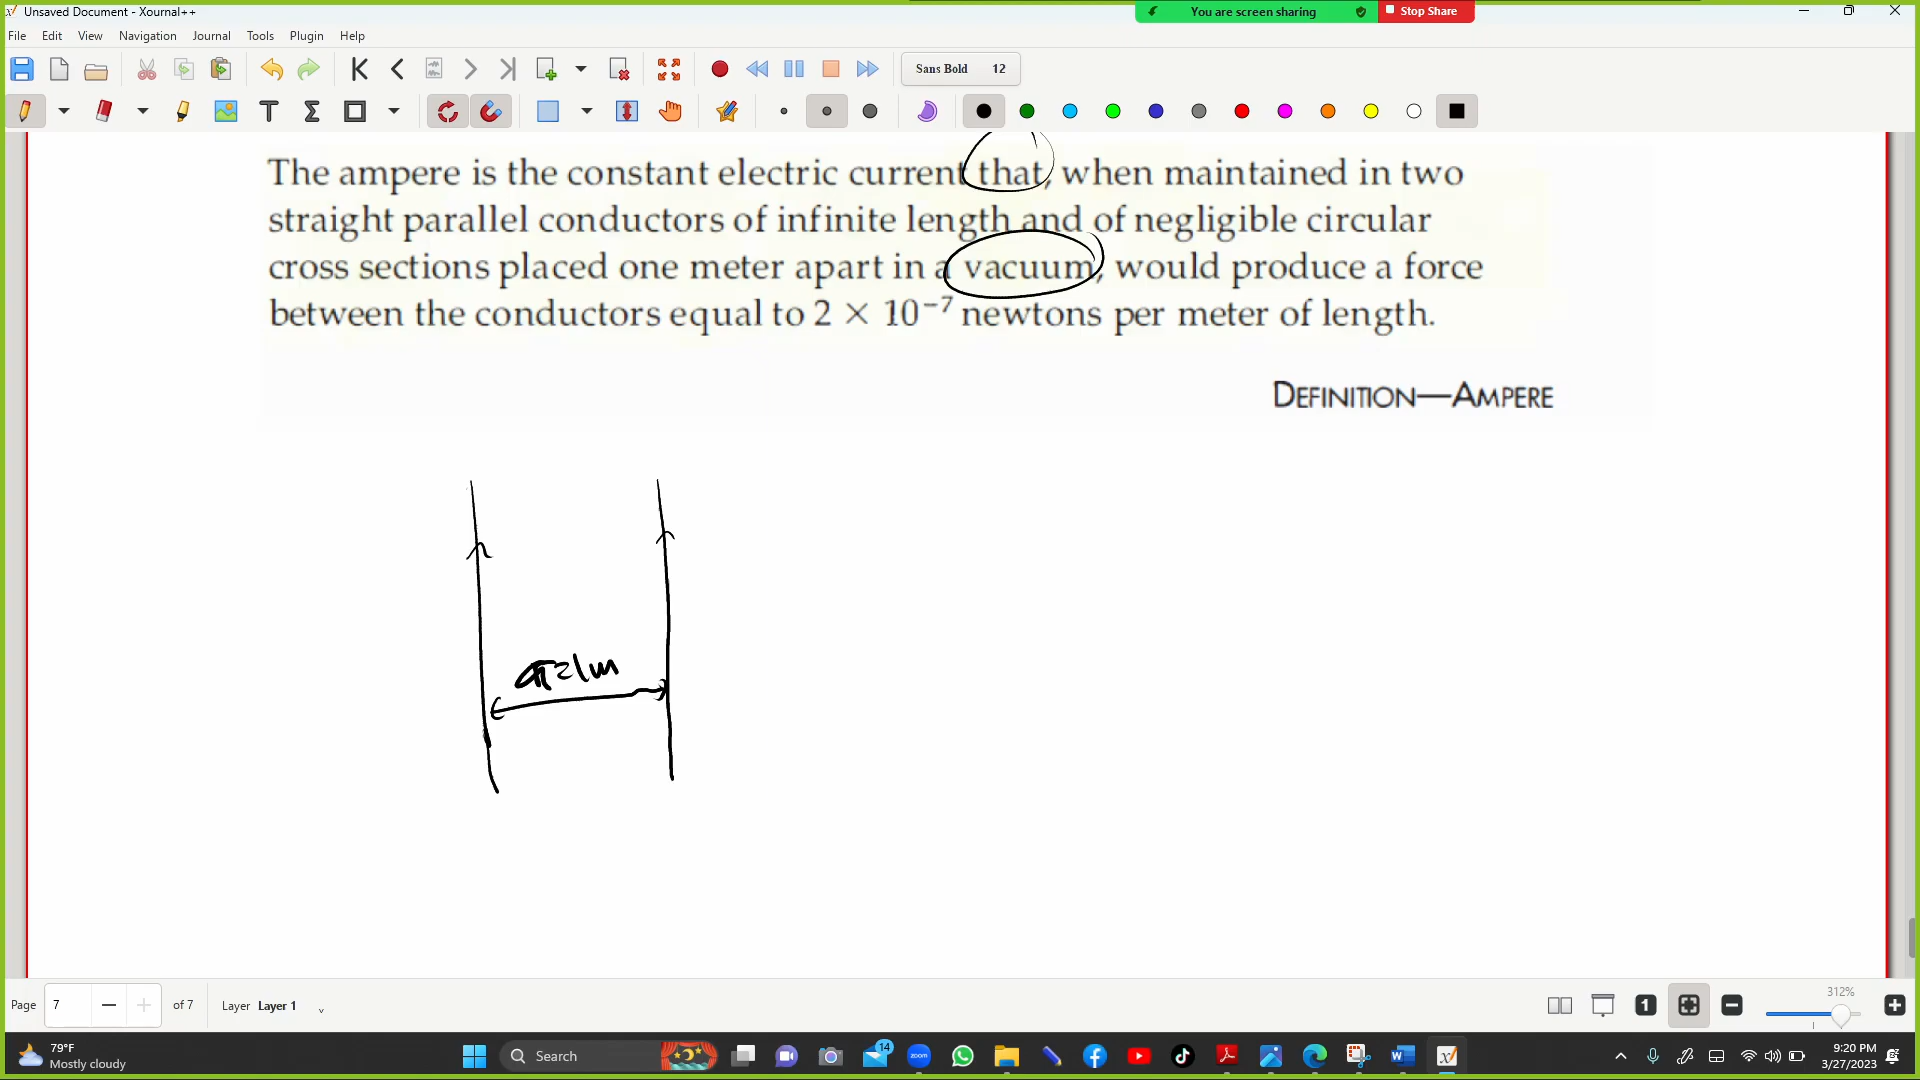 Unsaved Document - Xournal++
You are screen sharing
Stop Share
File Edit View Navigation Journal Tools Plugin Help
Sans Bold 12
The ampere is the constant electric current that, when maintained in two
straight parallel conductors of infinite length and of negligible circular
cross sections placed one meter apart in a vacuum, would produce a force
between the conductors equal to 2 × 10⁻⁷ newtons per meter of length.
DEFINITION—AMPERE
=1m
Page 7 of 7 Layer Layer 1
312%
79°F
Mostly cloudy
Search
14
zoom
9:20 PM
3/27/2023